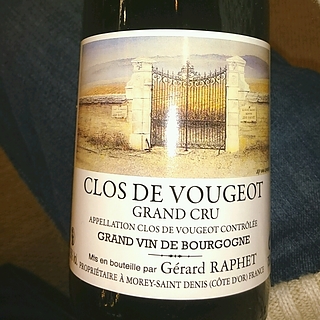 CLOS DE VOUGEOT
GRAND CRU
APPELLATION CLOS DE VOUGEOT CONTRÔLÉE
GRAND VIN DE BOURGOGNE
Mis en bouteille par Gérard RAPHET
PROPRIÉTAIRE À MOREY-SAINT DENIS (CÔTE D'OR) FRANCE